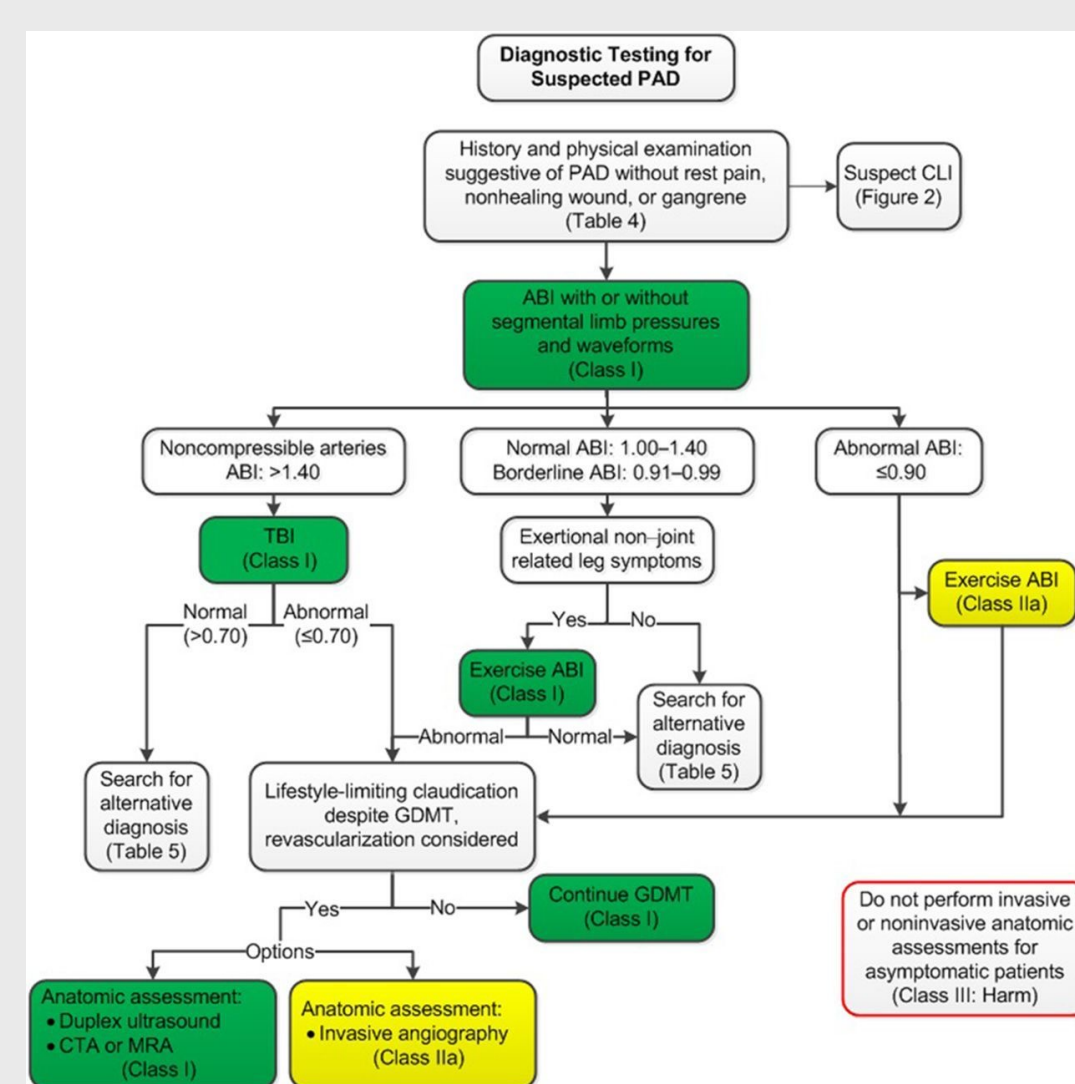 Diagnostic Testing for
Suspected PAD
History and physical examination
suggestive of PAD without rest pain,
nonhealing wound, or gangrene
(Table 4)
Suspect CLI
(Figure 2)
ABI with or without
segmental limb pressures
and waveforms
(Class I)
Noncompressible arteries
ABI: >1.40
Normal ABI: 1.00–1.40
Borderline ABI: 0.91–0.99
Abnormal ABI:
≤0.90
TBI
(Class I)
Exertional non–joint
related leg symptoms
Exercise ABI
(Class IIa)
Normal
(>0.70)
Abnormal
(≤0.70)
Yes
No
Exercise ABI
(Class I)
Search for
alternative
diagnosis
(Table 5)
Abnormal
Normal
Search for
alternative
diagnosis
(Table 5)
Lifestyle-limiting claudication
despite GDMT,
revascularization considered
Yes
No
Continue GDMT
(Class I)
Do not perform invasive
or noninvasive anatomic
assessments for
asymptomatic patients
(Class III: Harm)
Options
Anatomic assessment:
• Duplex ultrasound
• CTA or MRA
(Class I)
Anatomic assessment:
• Invasive angiography
(Class IIa)